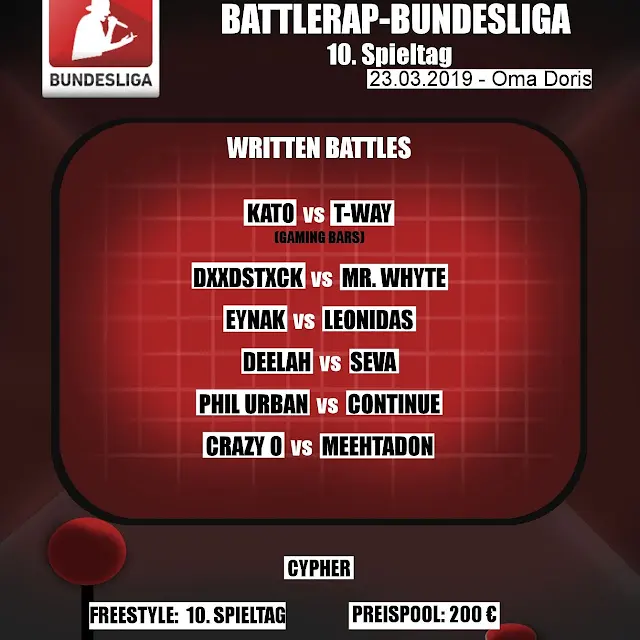 BATTLERAP-BUNDESLIGA
10. Spieltag
23.03.2019 - Oma Doris
BUNDESLIGA
WRITTEN BATTLES
KATO VS T-WAY
(GAMING BARS)
DXXDSTXCK VS MR. WHYTE
EYNAK VS LEONIDAS
DEELAH VS SEVA
PHIL URBAN VS CONTINUE
CRAZY O VS MEEHTADON
CYPHER
FREESTYLE: 10. SPIELTAG
PREISPOOL: 200 €